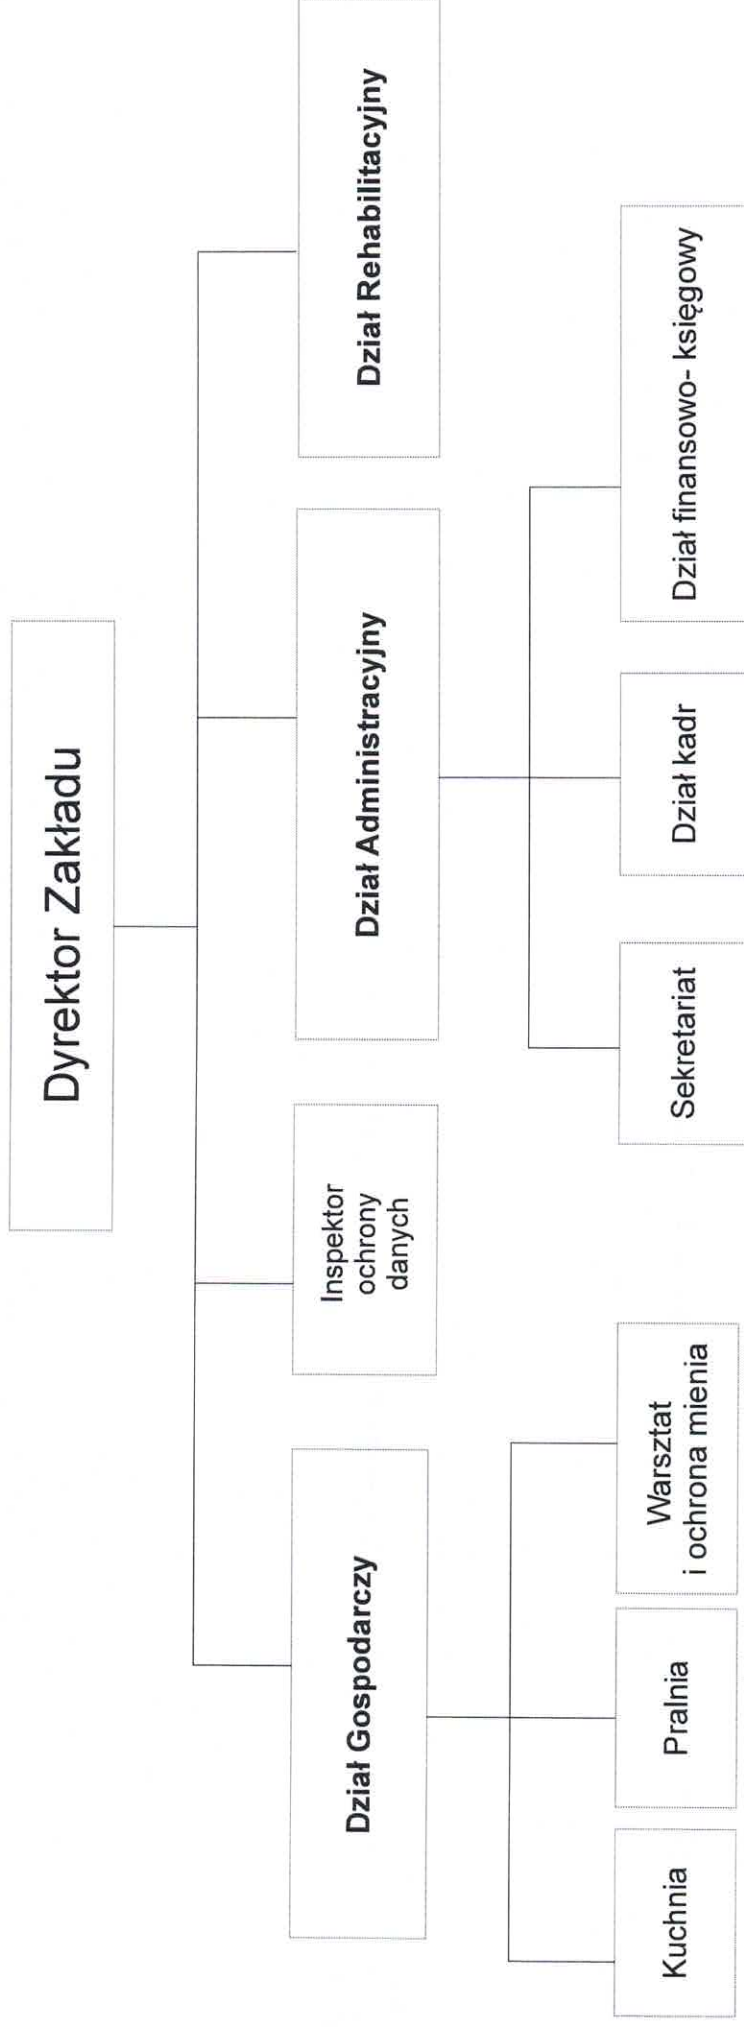 Dyrektor Zakładu
Dział Gospodarczy
Inspektor
ochrony
danych
Dział Administracyjny
Dział Rehabilitacyjny
Kuchnia
Pralnia
Warsztat
i ochrona mienia
Sekretariat
Dział kadr
Dział finansowo- księgowy